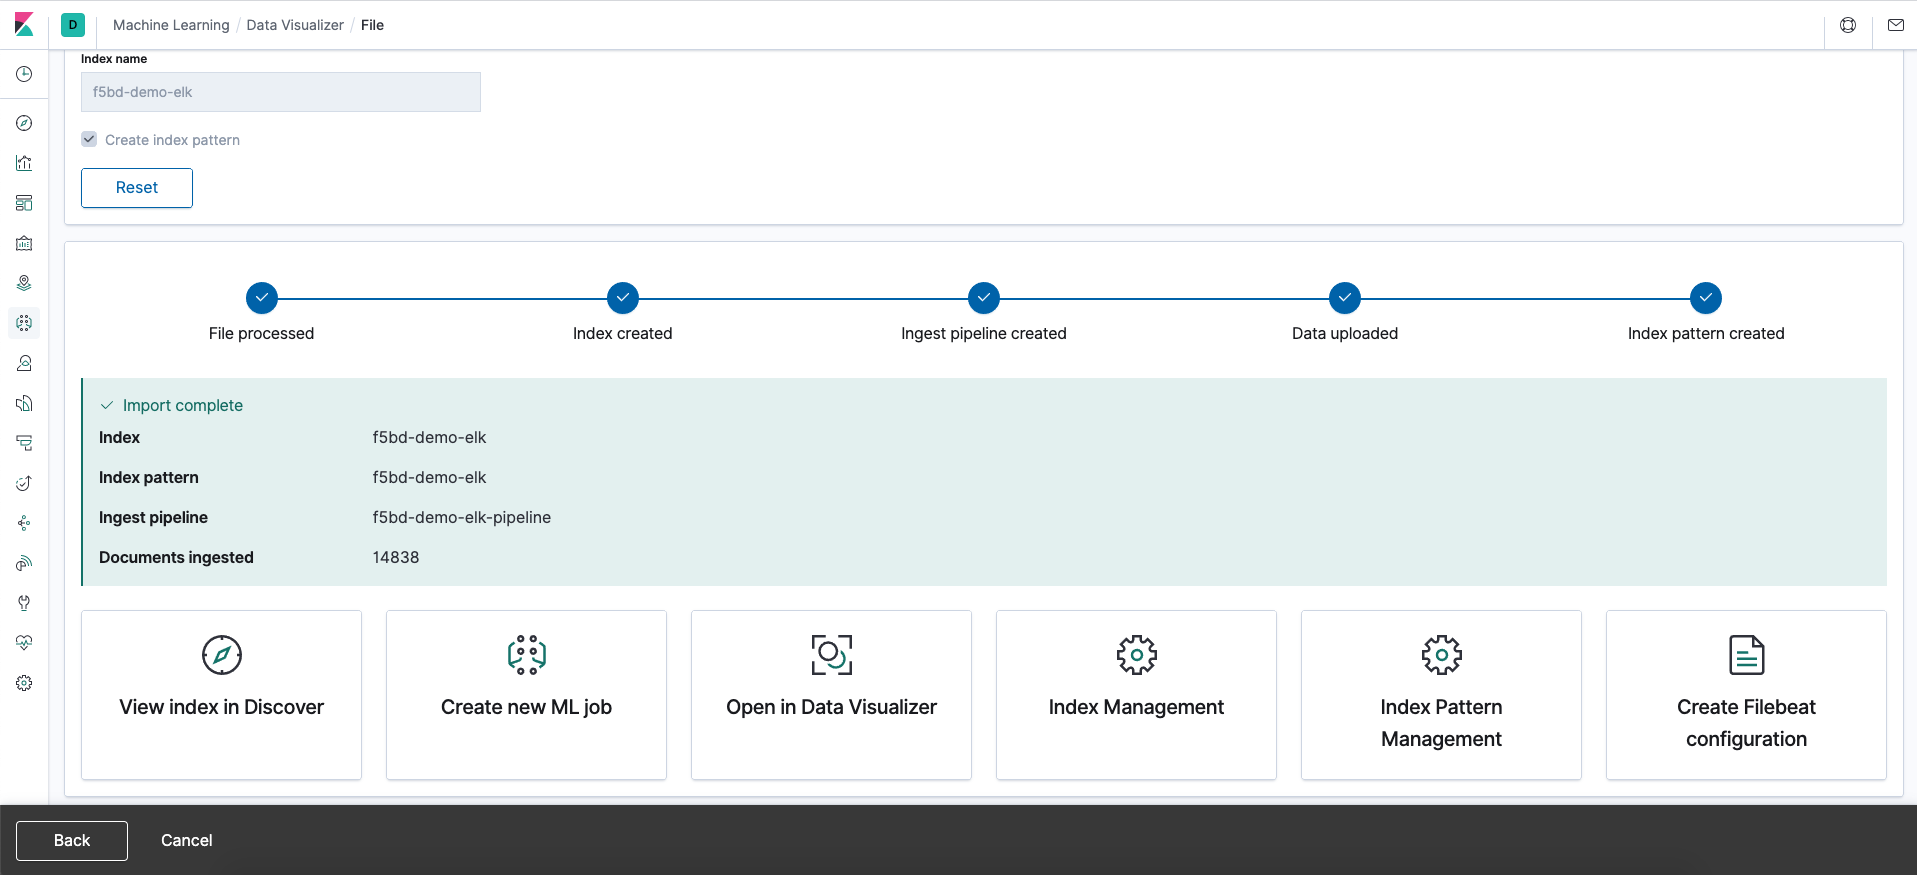 D
Machine Learning / Data Visualizer / File
Index name
f5bd-demo-elk
Create index pattern
Reset
File processed
Index created
Ingest pipeline created
Data uploaded
Index pattern created
Import complete
Index f5bd-demo-elk
Index pattern f5bd-demo-elk
Ingest pipeline f5bd-demo-elk-pipeline
Documents ingested 14838
View index in Discover
Create new ML job
Open in Data Visualizer
Index Management
Index Pattern
Management
Create Filebeat
configuration
Back
Cancel